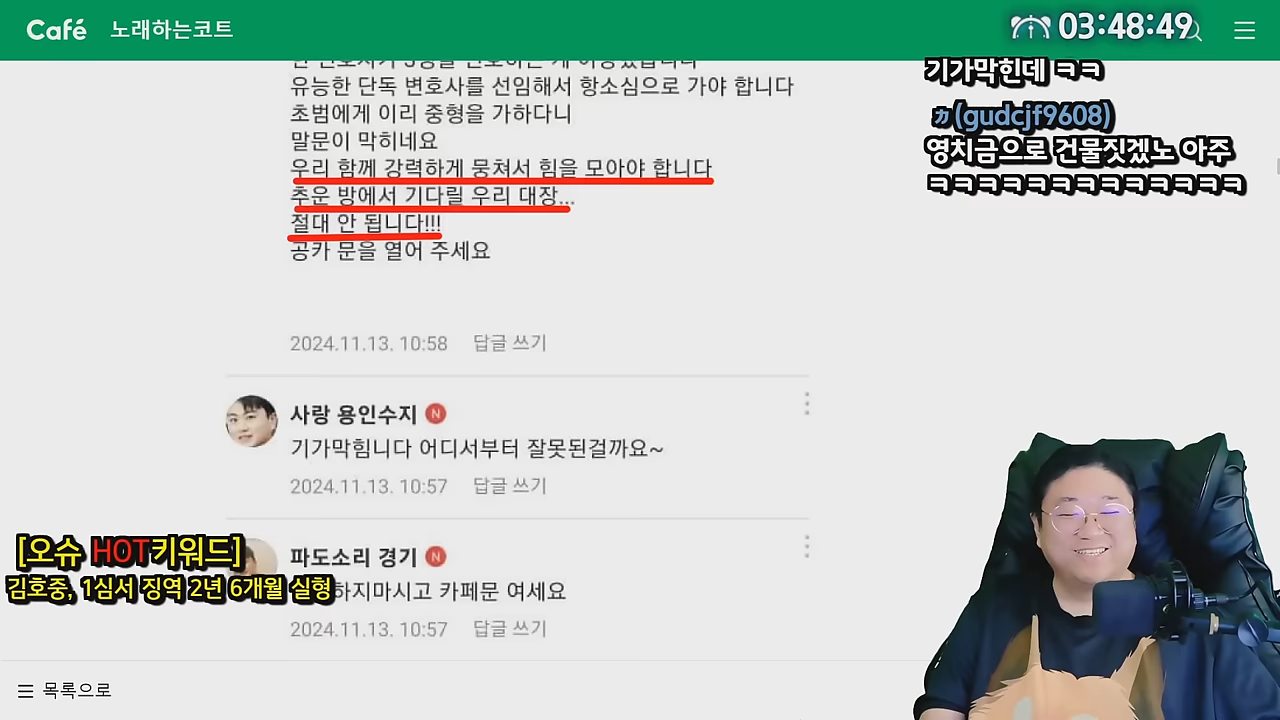 Café 노래하는코트
03:48:49
유능한 단독 변호사를 선임해서 항소심으로 가야 합니다
초범에게 이리 중형을 가하다니
말문이 막히네요
우리 함께 강력하게 뭉쳐서 힘을 모아야 합니다
추운 방에서 기다릴 우리 대장...
절대 안 됩니다!!!
공카 문을 열어 주세요
2024.11.13. 10:58 답글 쓰기
사랑 용인수지 N
기가막힘니다 어디서부터 잘못된걸까요~
2024.11.13. 10:57 답글 쓰기
파도소리 경기 N
하지마시고 카페문 여세요
2024.11.13. 10:57 답글 쓰기
목록으로
기가막힌데 ㅋㅋ
ㄲ(gudcjf9608)
영치금으로 건물짓겠노 아주
ㅋㅋㅋㅋㅋㅋㅋㅋㅋㅋㅋㅋㅋ
[오슈 HOT키워드]
김호중, 1심서 징역 2년 6개월 실형